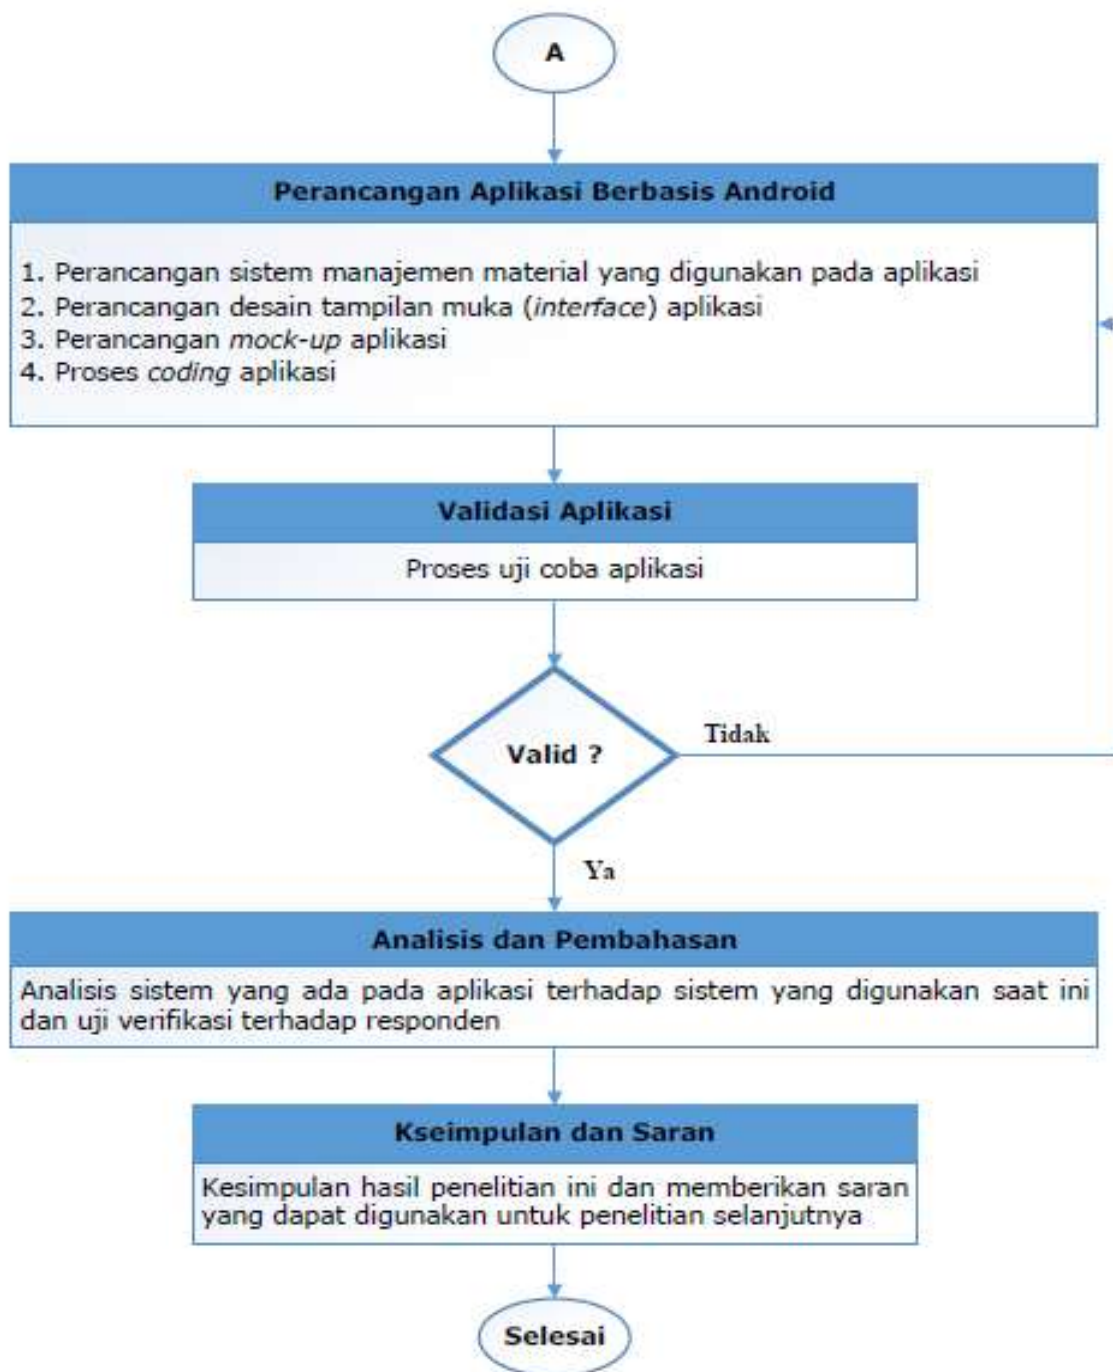 A
Perancangan Aplikasi Berbasis Android
1. Perancangan sistem manajemen material yang digunakan pada aplikasi
2. Perancangan desain tampilan muka (interface) aplikasi
3. Perancangan mock-up aplikasi
4. Proses coding aplikasi
Validasi Aplikasi
Proses uji coba aplikasi
Valid ?
Tidak
Ya
Analisis dan Pembahasan
Analisis sistem yang ada pada aplikasi terhadap sistem yang digunakan saat ini
dan uji verifikasi terhadap responden
Kseimpulan dan Saran
Kesimpulan hasil penelitian ini dan memberikan saran
yang dapat digunakan untuk penelitian selanjutnya
Selesai